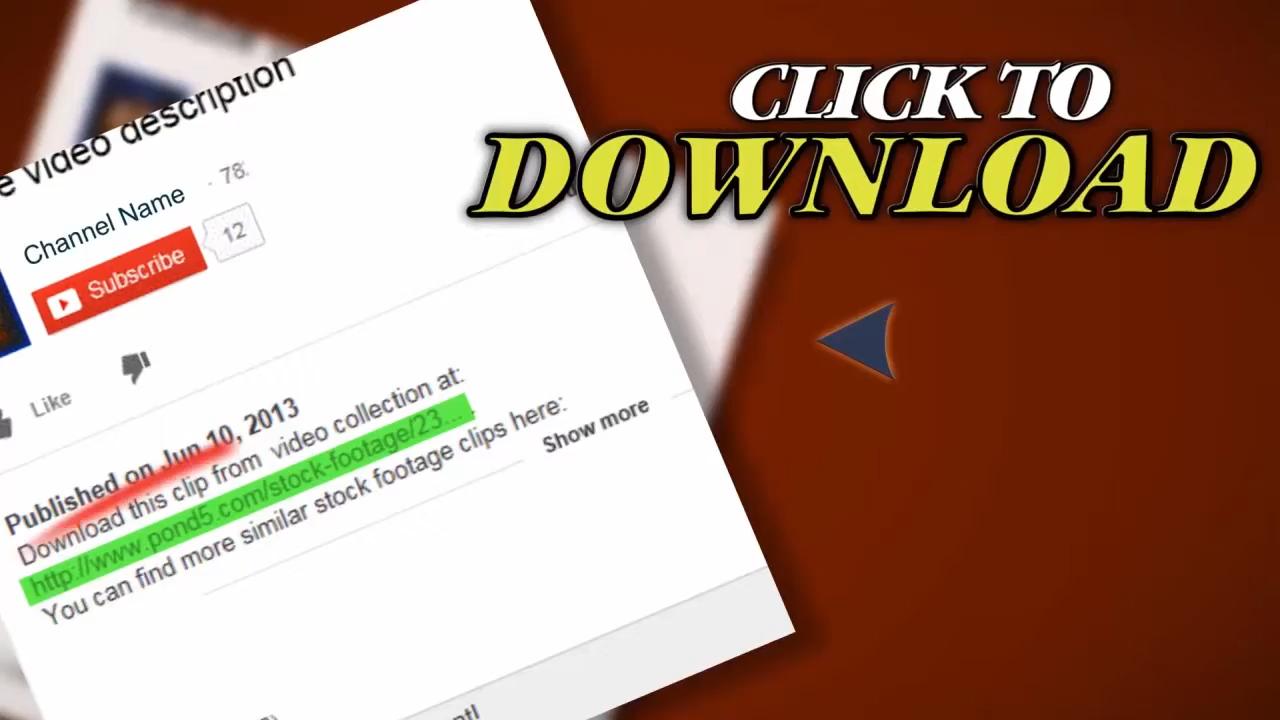 CLICK TO
DOWNLOAD
video description
Channel Name
78
Subscribe
12
Like
Published on Jun 10, 2013
Download this clip from video collection at:
http://www.pond5.com/stock-footage/23...
You can find more similar stock footage clips here:
Show more